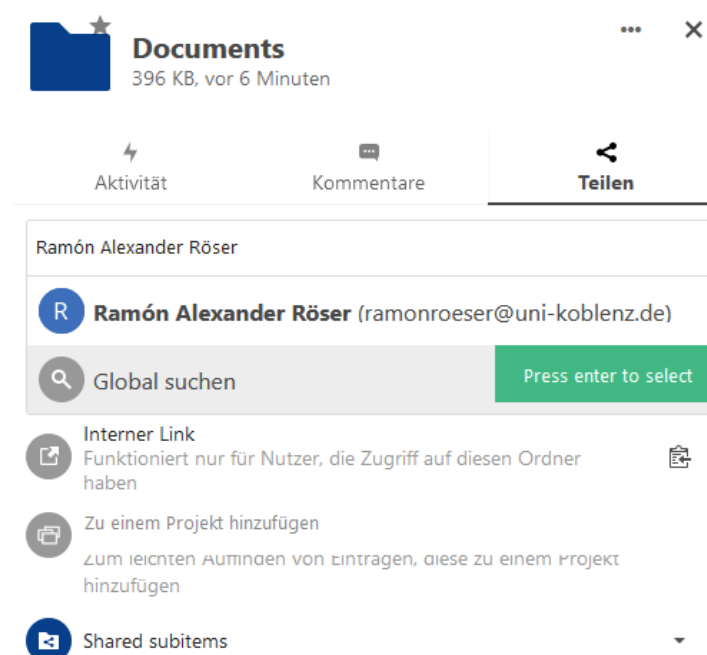 Documents
396 KB, vor 6 Minuten
Aktivität
Kommentare
Teilen
Ramón Alexander Röser
R
Ramón Alexander Röser (ramonroeser@uni-koblenz.de)
Global suchen
Press enter to select
Interner Link
Funktioniert nur für Nutzer, die Zugriff auf diesen Ordner
haben
Zu einem Projekt hinzufügen
Zum leichten Auffinden von Einträgen, diese zu einem Projekt
hinzufügen
Shared subitems